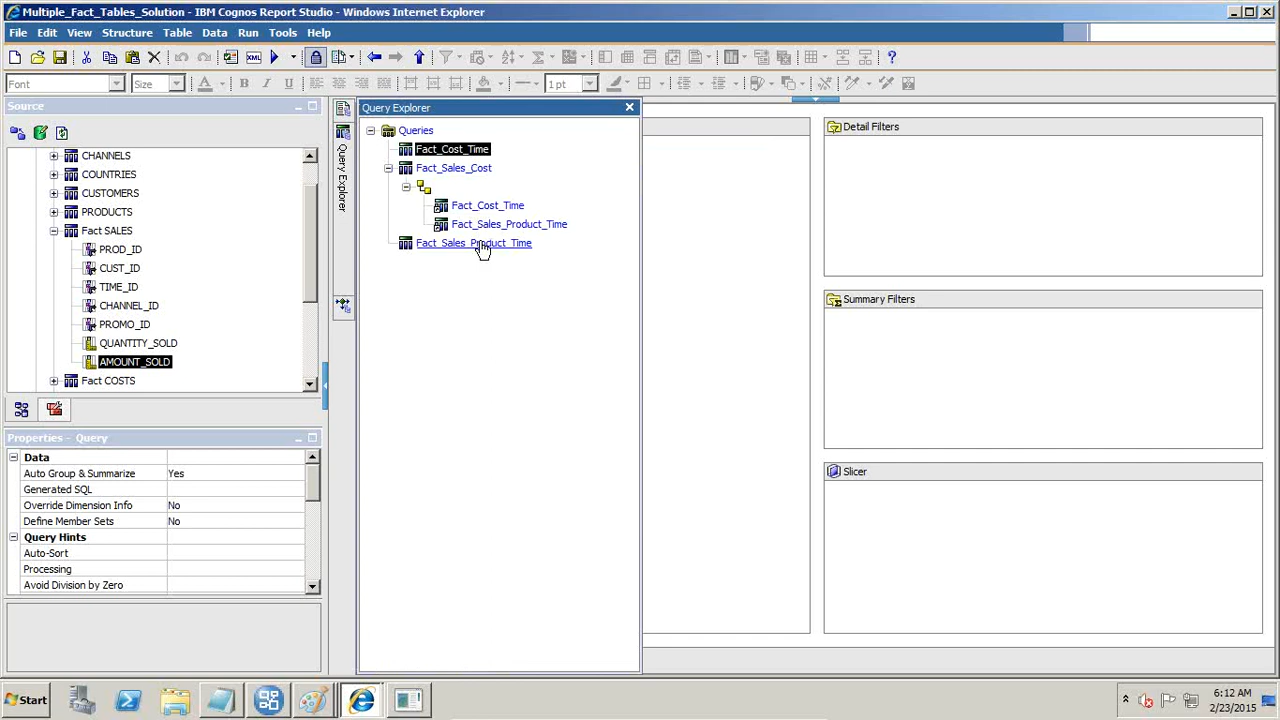 Multiple_Fact_Tables_Solution - IBM Cognos Report Studio - Windows Internet Explorer
File Edit View Structure Table Data Run Help Tools Help
Font Size B I U 1 pt
Source
Query Explorer
CHANNELS
COUNTRIES
CUSTOMERS
PRODUCTS
Fact SALES
PROD_ID
CUST_ID
TIME_ID
CHANNEL_ID
PROMO_ID
QUANTITY_SOLD
AMOUNT_SOLD
Fact COSTS
Properties - Query
Data
Auto Group & Summarize Yes
Generated SQL
Override Dimension Info No
Define Member Sets No
Query Hints
Auto-Sort
Processing
Avoid Division by Zero
Query Explorer
Queries
Fact_Cost_Time
Fact_Sales_Cost
Fact_Cost_Time
Fact_Sales_Product_Time
Fact_Sales_Product_Time
Detail Filters
Summary Filters
Slicer
Start
6:12 AM
2/23/2015